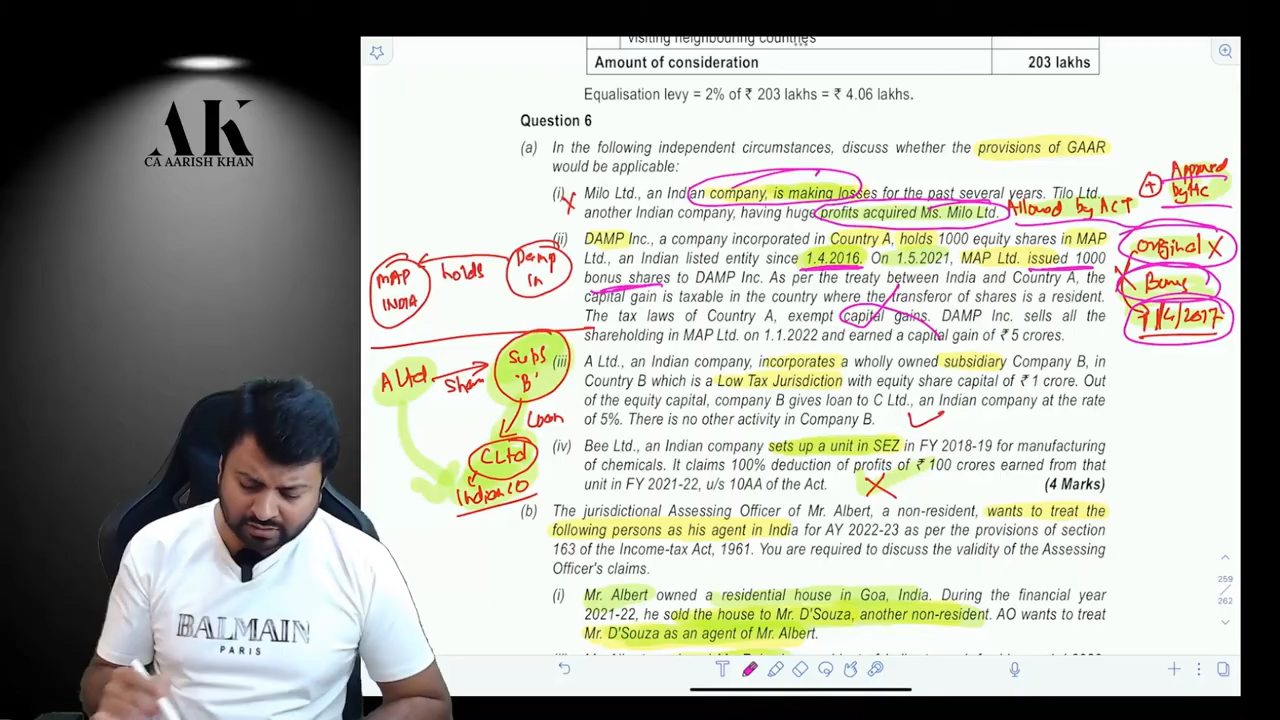 visiting neighbouring countries
Amount of consideration 203 lakhs
Equalisation levy = 2% of ₹ 203 lakhs = ₹ 4.06 lakhs.
Question 6
(a) In the following independent circumstances, discuss whether the provisions of GAAR
would be applicable:
(i) Milo Ltd., an Indian company, is making losses for the past several years. Tilo Ltd.
another Indian company, having huge profits acquired Ms. Milo Ltd.
Allowed by ACT
+ Approved
by HC
(ii) DAMP Inc., a company incorporated in Country A, holds 1000 equity shares in MAP
Ltd., an Indian listed entity since 1.4.2016. On 1.5.2021, MAP Ltd. issued 1000
bonus shares to DAMP Inc. As per the treaty between India and Country A, the
capital gain is taxable in the country where the transferor of shares is a resident.
The tax laws of Country A, exempt capital gains. DAMP Inc. sells all the
shareholding in MAP Ltd. on 1.1.2022 and earned a capital gain of ₹ 5 crores.
original X
Bonus
1/4/2017
MAP
INDIA
holds
Damp
in
(iii) A Ltd., an Indian company, incorporates a wholly owned subsidiary Company B, in
Country B which is a Low Tax Jurisdiction with equity share capital of ₹ 1 crore. Out
of the equity capital, company B gives loan to C Ltd., an Indian company at the rate
of 5%. There is no other activity in Company B.
A Ltd
Share
Subs
'B'
Loan
C Ltd
Indian CO
(iv) Bee Ltd., an Indian company sets up a unit in SEZ in FY 2018-19 for manufacturing
of chemicals. It claims 100% deduction of profits of ₹ 100 crores earned from that
unit in FY 2021-22, u/s 10AA of the Act. (4 Marks)
(b) The jurisdictional Assessing Officer of Mr. Albert, a non-resident, wants to treat the
following persons as his agent in India for AY 2022-23 as per the provisions of section
163 of the Income-tax Act, 1961. You are required to discuss the validity of the Assessing
Officer's claims.
(i) Mr. Albert owned a residential house in Goa, India. During the financial year
2021-22, he sold the house to Mr. D'Souza, another non-resident. AO wants to treat
Mr. D'Souza as an agent of Mr. Albert.
259
262
AK
CA AARISH KHAN
BALMAIN
PARIS